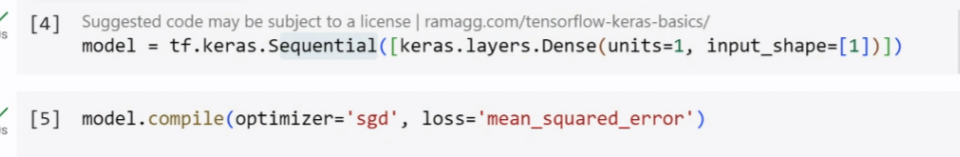 [4] Suggested code may be subject to a license | ramagg.com/tensorflow-keras-basics/
model = tf.keras.Sequential([keras.layers.Dense(units=1, input_shape=[1])])
[5] model.compile(optimizer='sgd', loss='mean_squared_error')